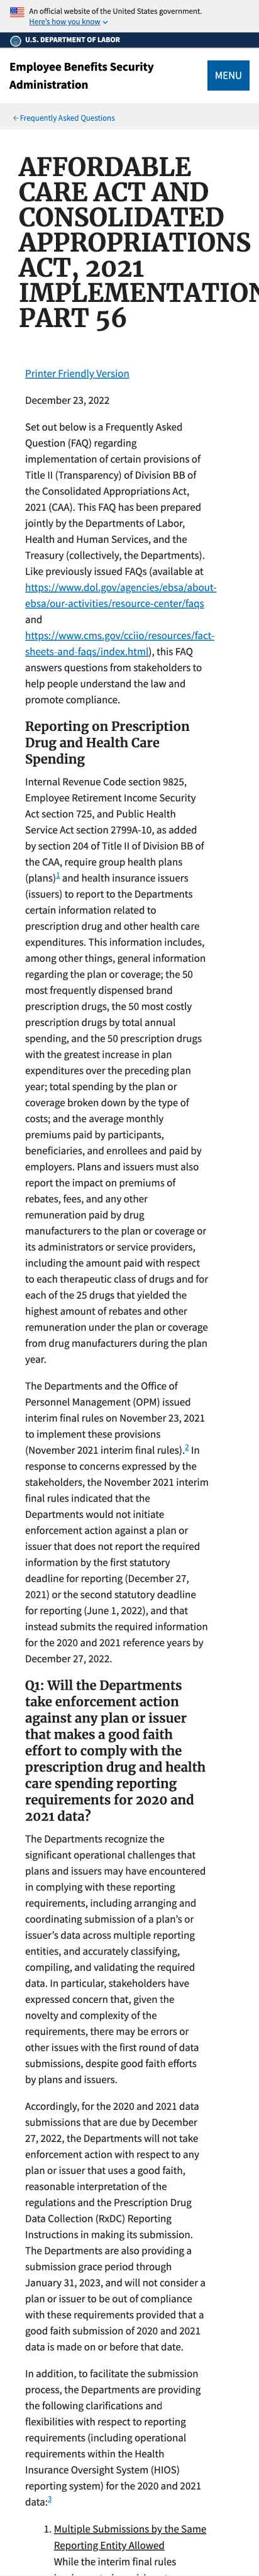 An official website of the United States government.
Here's how you know
U.S. DEPARTMENT OF LABOR
Employee Benefits Security
Administration
MENU
Frequently Asked Questions
AFFORDABLE
CARE ACT AND
CONSOLIDATED
APPROPRIATIONS
ACT, 2021
IMPLEMENTATION
PART 56
Printer Friendly Version
December 23, 2022
Set out below is a Frequently Asked
Question (FAQ) regarding
implementation of certain provisions of
Title II (Transparency) of Division BB of
the Consolidated Appropriations Act,
2021 (CAA). This FAQ has been prepared
jointly by the Departments of Labor,
Health and Human Services, and the
Treasury (collectively, the Departments).
Like previously issued FAQs (available at
https://www.dol.gov/agencies/ebsa/about-
ebsa/our-activities/resource-center/faqs
and
https://www.cms.gov/cciio/resources/fact-
sheets-and-faqs/index.html), this FAQ
answers questions from stakeholders to
help people understand the law and
promote compliance.
Reporting on Prescription
Drug and Health Care
Spending
Internal Revenue Code section 9825,
Employee Retirement Income Security
Act section 725, and Public Health
Service Act section 2799A-10, as added
by section 204 of Title II of Division BB of
the CAA, require group health plans
(plans)1 and health insurance issuers
(issuers) to report to the Departments
certain information related to
prescription drug and other health care
expenditures. This information includes,
among other things, general information
regarding the plan or coverage; the 50
most frequently dispensed brand
prescription drugs, the 50 most costly
prescription drugs by total annual
spending, and the 50 prescription drugs
with the greatest increase in plan
expenditures over the preceding plan
year; total spending by the plan or
coverage broken down by the type of
costs; and the average monthly
premiums paid by participants,
beneficiaries, and enrollees and paid by
employers. Plans and issuers must also
report the impact on premiums of
rebates, fees, and any other
remuneration paid by drug
manufacturers to the plan or coverage or
its administrators or service providers,
including the amount paid with respect
to each therapeutic class of drugs and for
each of the 25 drugs that yielded the
highest amount of rebates and other
remuneration under the plan or coverage
from drug manufacturers during the plan
year.
The Departments and the Office of
Personnel Management (OPM) issued
interim final rules on November 23, 2021
to implement these provisions
(November 2021 interim final rules).2 In
response to concerns expressed by the
stakeholders, the November 2021 interim
final rules indicated that the
Departments would not initiate
enforcement action against a plan or
issuer that does not report the required
information by the first statutory
deadline for reporting (December 27,
2021) or the second statutory deadline
for reporting (June 1, 2022), and that
instead submits the required information
for the 2020 and 2021 reference years by
December 27, 2022.
Q1: Will the Departments
take enforcement action
against any plan or issuer
that makes a good faith
effort to comply with the
prescription drug and health
care spending reporting
requirements for 2020 and
2021 data?
The Departments recognize the
significant operational challenges that
plans and issuers may have encountered
in complying with these reporting
requirements, including arranging and
coordinating submission of a plan's or
issuer's data across multiple reporting
entities, and accurately classifying,
compiling, and validating the required
data. In particular, stakeholders have
expressed concern that, given the
novelty and complexity of the
requirements, there may be errors or
other issues with the first round of data
submissions, despite good faith efforts
by plans and issuers.
Accordingly, for the 2020 and 2021 data
submissions that are due by December
27, 2022, the Departments will not take
enforcement action with respect to any
plan or issuer that uses a good faith,
reasonable interpretation of the
regulations and the Prescription Drug
Data Collection (RxDC) Reporting
Instructions in making its submission.
The Departments are also providing a
submission grace period through
January 31, 2023, and will not consider a
plan or issuer to be out of compliance
with these requirements provided that a
good faith submission of 2020 and 2021
data is made on or before that date.
In addition, to facilitate the submission
process, the Departments are providing
the following clarifications and
flexibilities with respect to reporting
requirements (including operational
requirements within the Health
Insurance Oversight System (HIOS)
reporting system) for the 2020 and 2021
data:3
1. Multiple Submissions by the Same
Reporting Entity Allowed
While the interim final rules